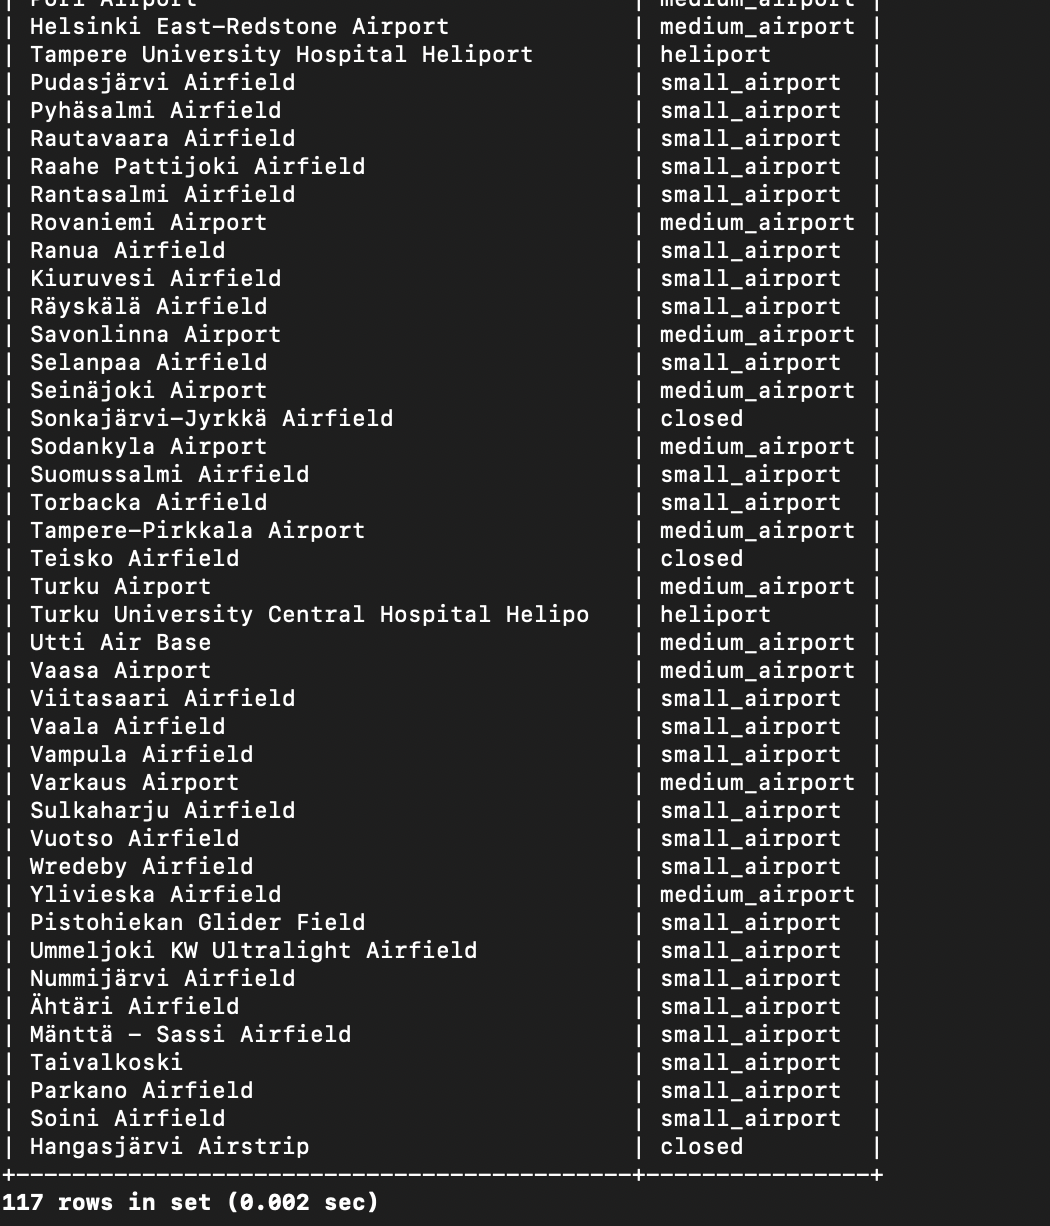 | Pori Airport | medium_airport |
| Helsinki East-Redstone Airport | medium_airport |
| Tampere University Hospital Heliport | heliport |
| Pudasjärvi Airfield | small_airport |
| Pyhäsalmi Airfield | small_airport |
| Rautavaara Airfield | small_airport |
| Raahe Pattijoki Airfield | small_airport |
| Rantasalmi Airfield | small_airport |
| Rovaniemi Airport | medium_airport |
| Ranua Airfield | small_airport |
| Kiuruvesi Airfield | small_airport |
| Räyskälä Airfield | small_airport |
| Savonlinna Airport | medium_airport |
| Selanpaa Airfield | small_airport |
| Seinäjoki Airport | medium_airport |
| Sonkajärvi-Jyrkkä Airfield | closed |
| Sodankyla Airport | medium_airport |
| Suomussalmi Airfield | small_airport |
| Torbacka Airfield | small_airport |
| Tampere-Pirkkala Airport | medium_airport |
| Teisko Airfield | closed |
| Turku Airport | medium_airport |
| Turku University Central Hospital Helipo | heliport |
| Utti Air Base | medium_airport |
| Vaasa Airport | medium_airport |
| Viitasaari Airfield | small_airport |
| Vaala Airfield | small_airport |
| Vampula Airfield | small_airport |
| Varkaus Airport | medium_airport |
| Sulkaharju Airfield | small_airport |
| Vuotso Airfield | small_airport |
| Wredeby Airfield | small_airport |
| Ylivieska Airfield | medium_airport |
| Pistohiekan Glider Field | small_airport |
| Ummeljoki KW Ultralight Airfield | small_airport |
| Nummijärvi Airfield | small_airport |
| Ähtäri Airfield | small_airport |
| Mänttä - Sassi Airfield | small_airport |
| Taivalkoski | small_airport |
| Parkano Airfield | small_airport |
| Soini Airfield | small_airport |
| Hangasjärvi Airstrip | closed |
+--------------------------------------------+----------------+
117 rows in set (0.002 sec)